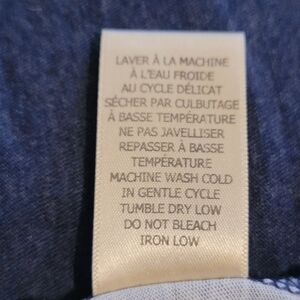 LAVER À LA MACHINE
À L'EAU FROIDE
AU CYCLE DÉLICAT
SÉCHER PAR CULBUTAGE
À BASSE TEMPÉRATURE
NE PAS JAVELLISER
REPASSER À BASSE
TEMPÉRATURE
MACHINE WASH COLD
IN GENTLE CYCLE
TUMBLE DRY LOW
DO NOT BLEACH
IRON LOW